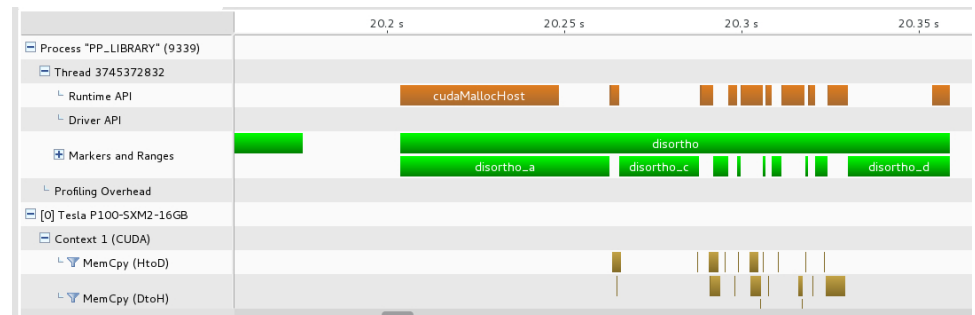 20.2 s 20.25 s 20.3 s 20.35 s
Process "PP_LIBRARY" (9339)
Thread 3745372832
Runtime API cudaMallocHost
Driver API
disortho
Markers and Ranges
disortho_a disortho_c disortho_d
Profiling Overhead
[0] Tesla P100-SXM2-16GB
Context 1 (CUDA)
MemCpy (HtoD)
MemCpy (DtoH)